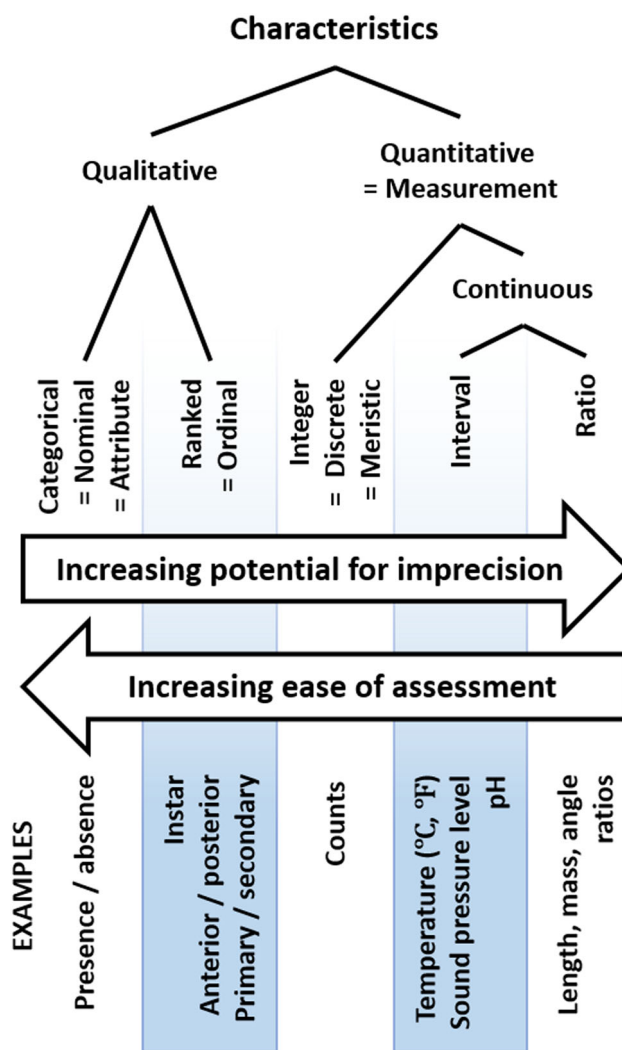 Characteristics
Qualitative
Quantitative
= Measurement
Continuous
Categorical
= Nominal
= Attribute
Ranked
= Ordinal
Integer
= Discrete
= Meristic
Interval
Ratio
Increasing potential for imprecision
Increasing ease of assessment
EXAMPLES
Presence / absence
Instar
Anterior / posterior
Primary / secondary
Counts
Temperature (°C, °F)
Sound pressure level
pH
Length, mass, angle
ratios